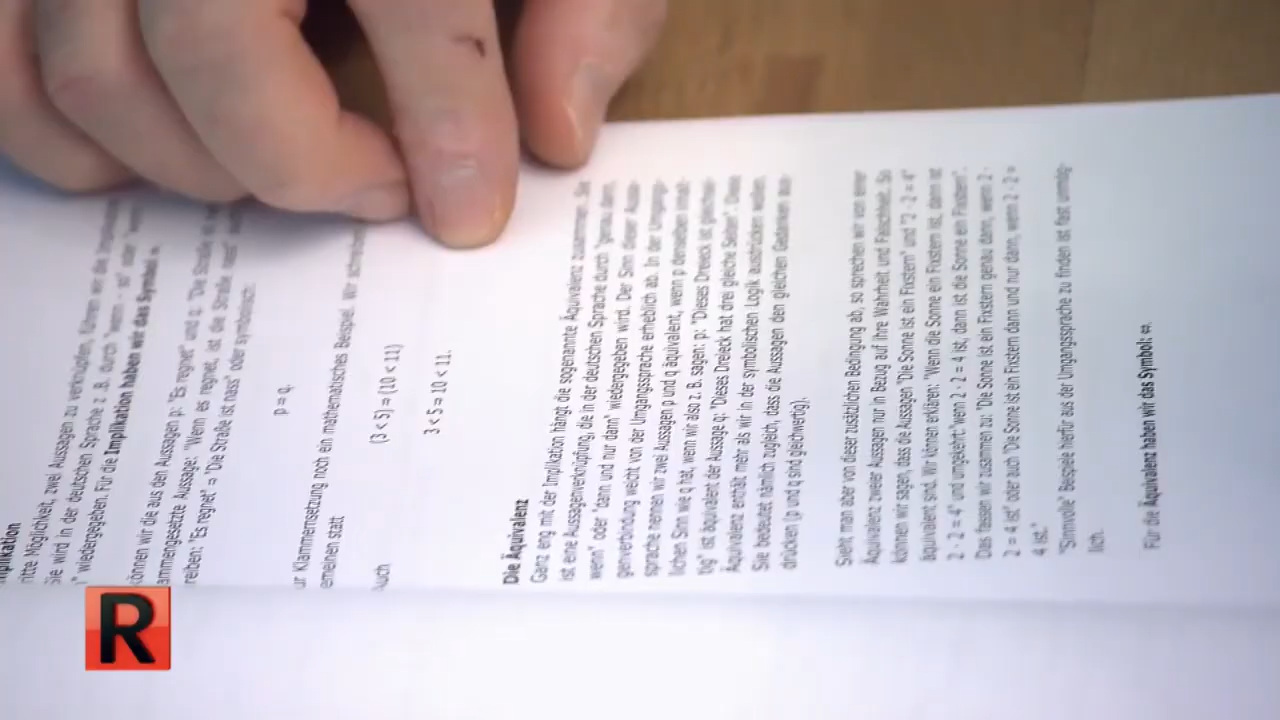 mplikation
ritte Möglichkeit, zwei Aussagen zu verknüpfen, führen wir die
sie wird in der deutschen Sprache z. B. durch "wenn - so" oder "wenn
" wiedergegeben. Für die Implikation haben wir das Symbol ⇒
können wir die aus den Aussagen p: "Es regnet" und q: "Die Straße ist
ammengesetzte Aussage: "Wenn es regnet, ist die Straße nass"
reiben: "Es regnet" ⇒ "Die Straße ist nass" oder symbolisch:
p ⇒ q.
ur Klammersetzung noch ein mathematisches Beispiel. Wir schreiben
emeinen statt
(3 < 5) ⇒ (10 < 11)
uch
3 < 5 ⇒ 10 < 11.
Die Äquivalenz
Ganz eng mit der Implikation hängt die sogenannte Äquivalenz zusammen. Sie
ist eine Aussagenverknüpfung, die in der deutschen Sprache durch "genau dann,
wenn" oder "dann und nur dann" wiedergegeben wird. Der Sinn dieser Aussa-
genverbindung weicht von der Umgangssprache erheblich ab. In der Umgangs-
sprache nennen wir zwei Aussagen p und q äquivalent, wenn p denselben inhalt-
lichen Sinn wie q hat, wenn wir also z. B. sagen: p: "Dieses Dreieck ist gleichsei-
tig" ist äquivalent der Aussage q: "Dieses Dreieck hat drei gleiche Seiten". Diese
Äquivalenz enthält mehr als wir in der symbolischen Logik ausdrücken wollen.
Sie bedeutet nämlich zugleich, dass die Aussagen den gleichen Gedanken aus-
drücken (p und q sind gleichwertig).
Sieht man aber von dieser zusätzlichen Bedingung ab, so sprechen wir von einer
Äquivalenz zweier Aussagen nur in Bezug auf ihre Wahrheit und Falschheit. So
können wir sagen, dass die Aussagen "Die Sonne ist ein Fixstern" und "2 · 2 = 4"
äquivalent sind. Wir können erklären: "Wenn die Sonne ein Fixstern ist, dann ist
2 · 2 = 4" und umgekehrt:"wenn 2 · 2 = 4 ist, dann ist die Sonne ein Fixstern".
Das fassen wir zusammen zu: "Die Sonne ist ein Fixstern genau dann, wenn 2 ·
2 = 4 ist" oder auch "Die Sonne ist ein Fixstern dann und nur dann, wenn 2 · 2 =
4 ist."
"Sinnvolle" Beispiele hierfür aus der Umgangssprache zu finden ist fast unmög-
lich.
Für die Äquivalenz haben wir das Symbol: ⇔.
R